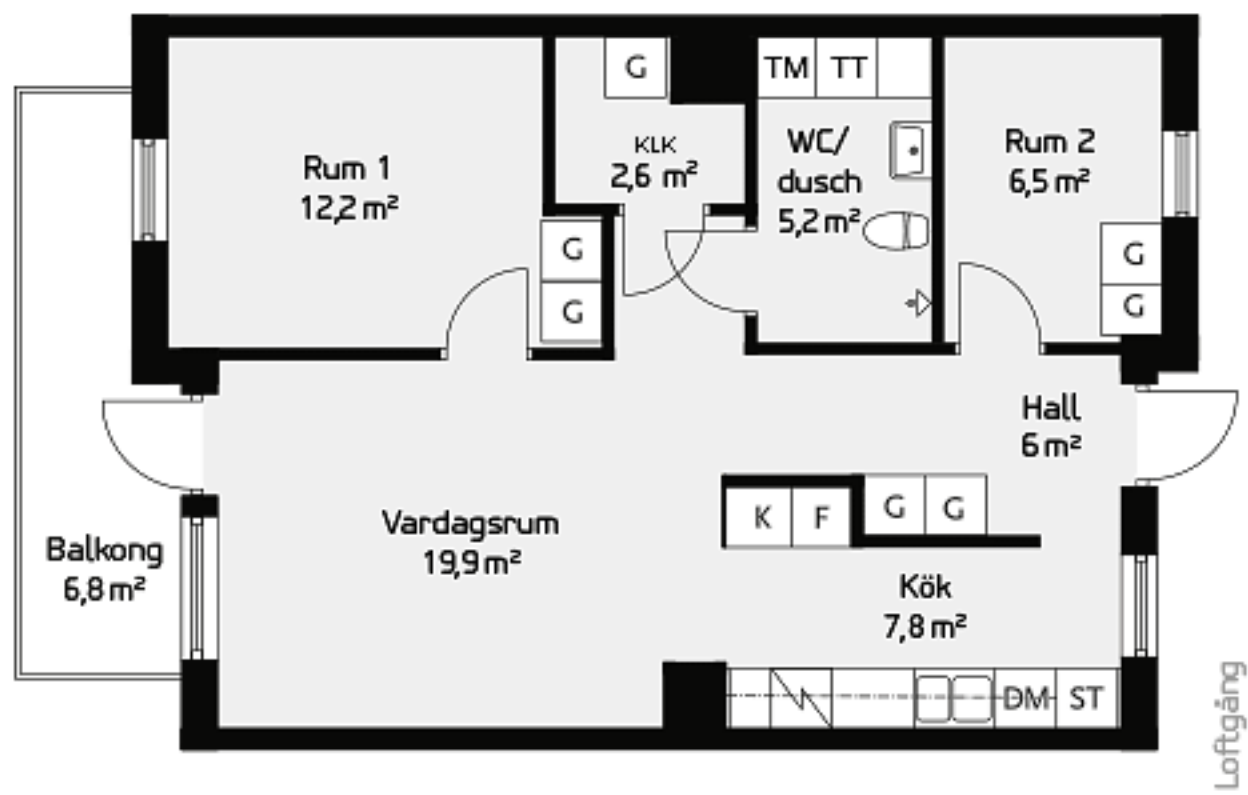 G
TM
TT
Rum 1
12,2 m²
KLK
2,6 m²
WC/
dusch
5,2 m²
Rum 2
6,5 m²
G
G
G
G
Hall
6 m²
Vardagsrum
19,9 m²
K
F
G
G
Balkong
6,8 m²
Kök
7,8 m²
DM
ST
Loftgång